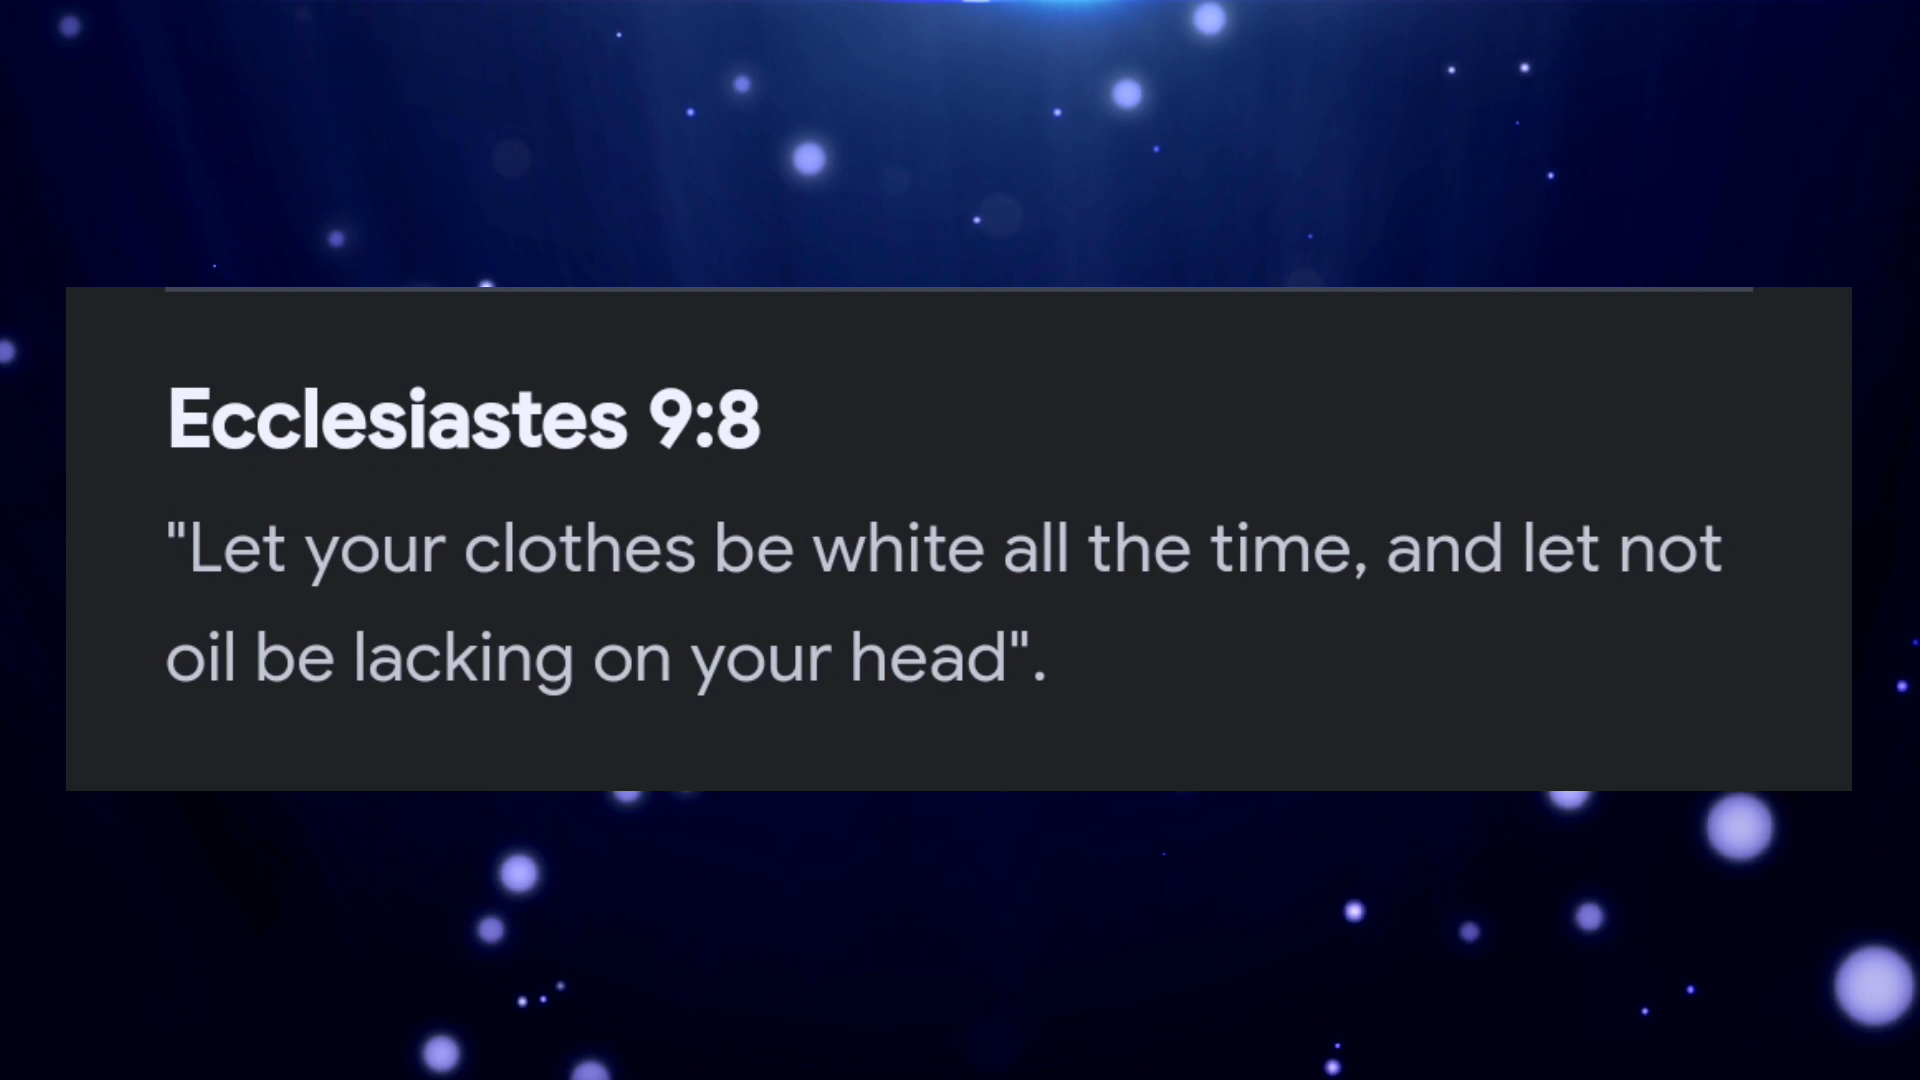 Ecclesiastes 9:8
"Let your clothes be white all the time, and let not
oil be lacking on your head".